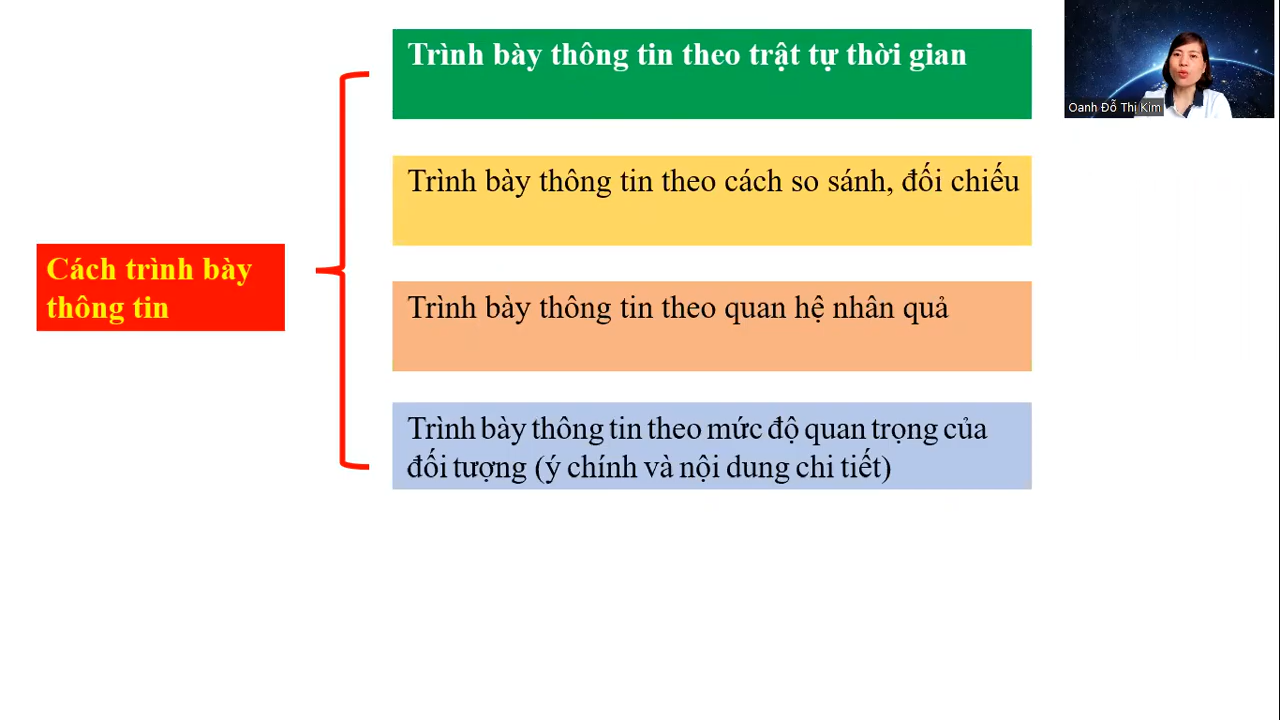 Trình bày thông tin theo trật tự thời gian
Oanh Đỗ Thị Kim
Trình bày thông tin theo cách so sánh, đối chiếu
Cách trình bày
thông tin
Trình bày thông tin theo quan hệ nhân quả
Trình bày thông tin theo mức độ quan trọng của
đối tượng (ý chính và nội dung chi tiết)